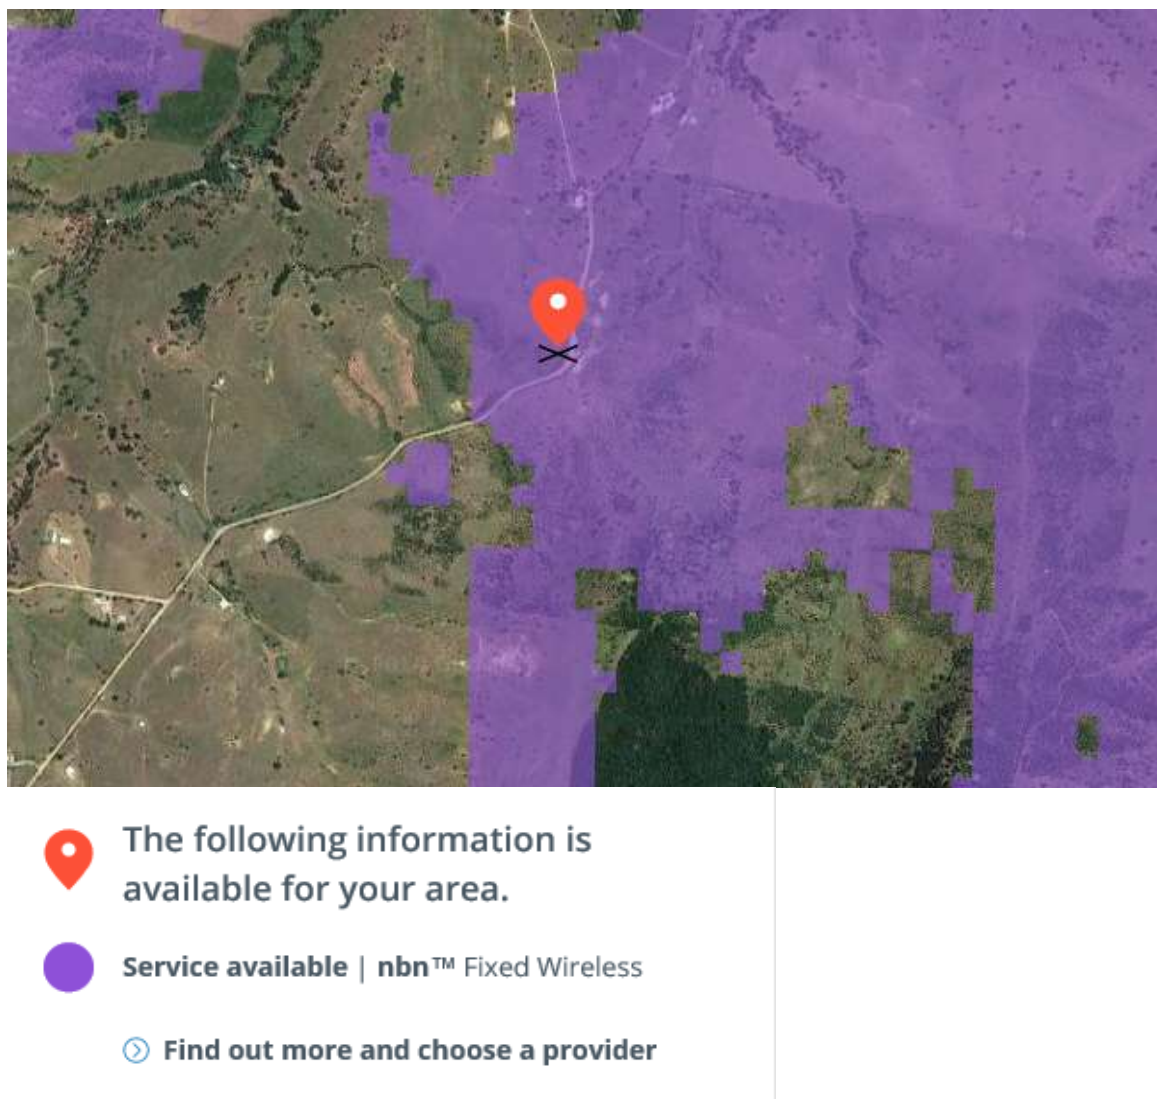 The following information is
available for your area.
Service available | nbn™ Fixed Wireless
Find out more and choose a provider